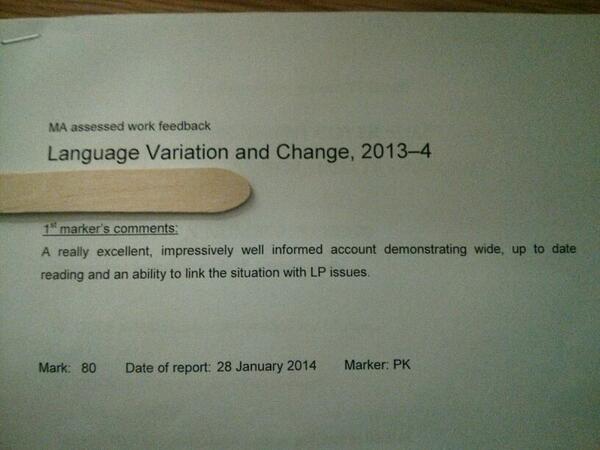 MA assessed work feedback
Language Variation and Change, 2013–4
1st marker's comments:
A really excellent, impressively well informed account demonstrating wide, up to date
reading and an ability to link the situation with LP issues.
Mark: 80 Date of report: 28 January 2014 Marker: PK